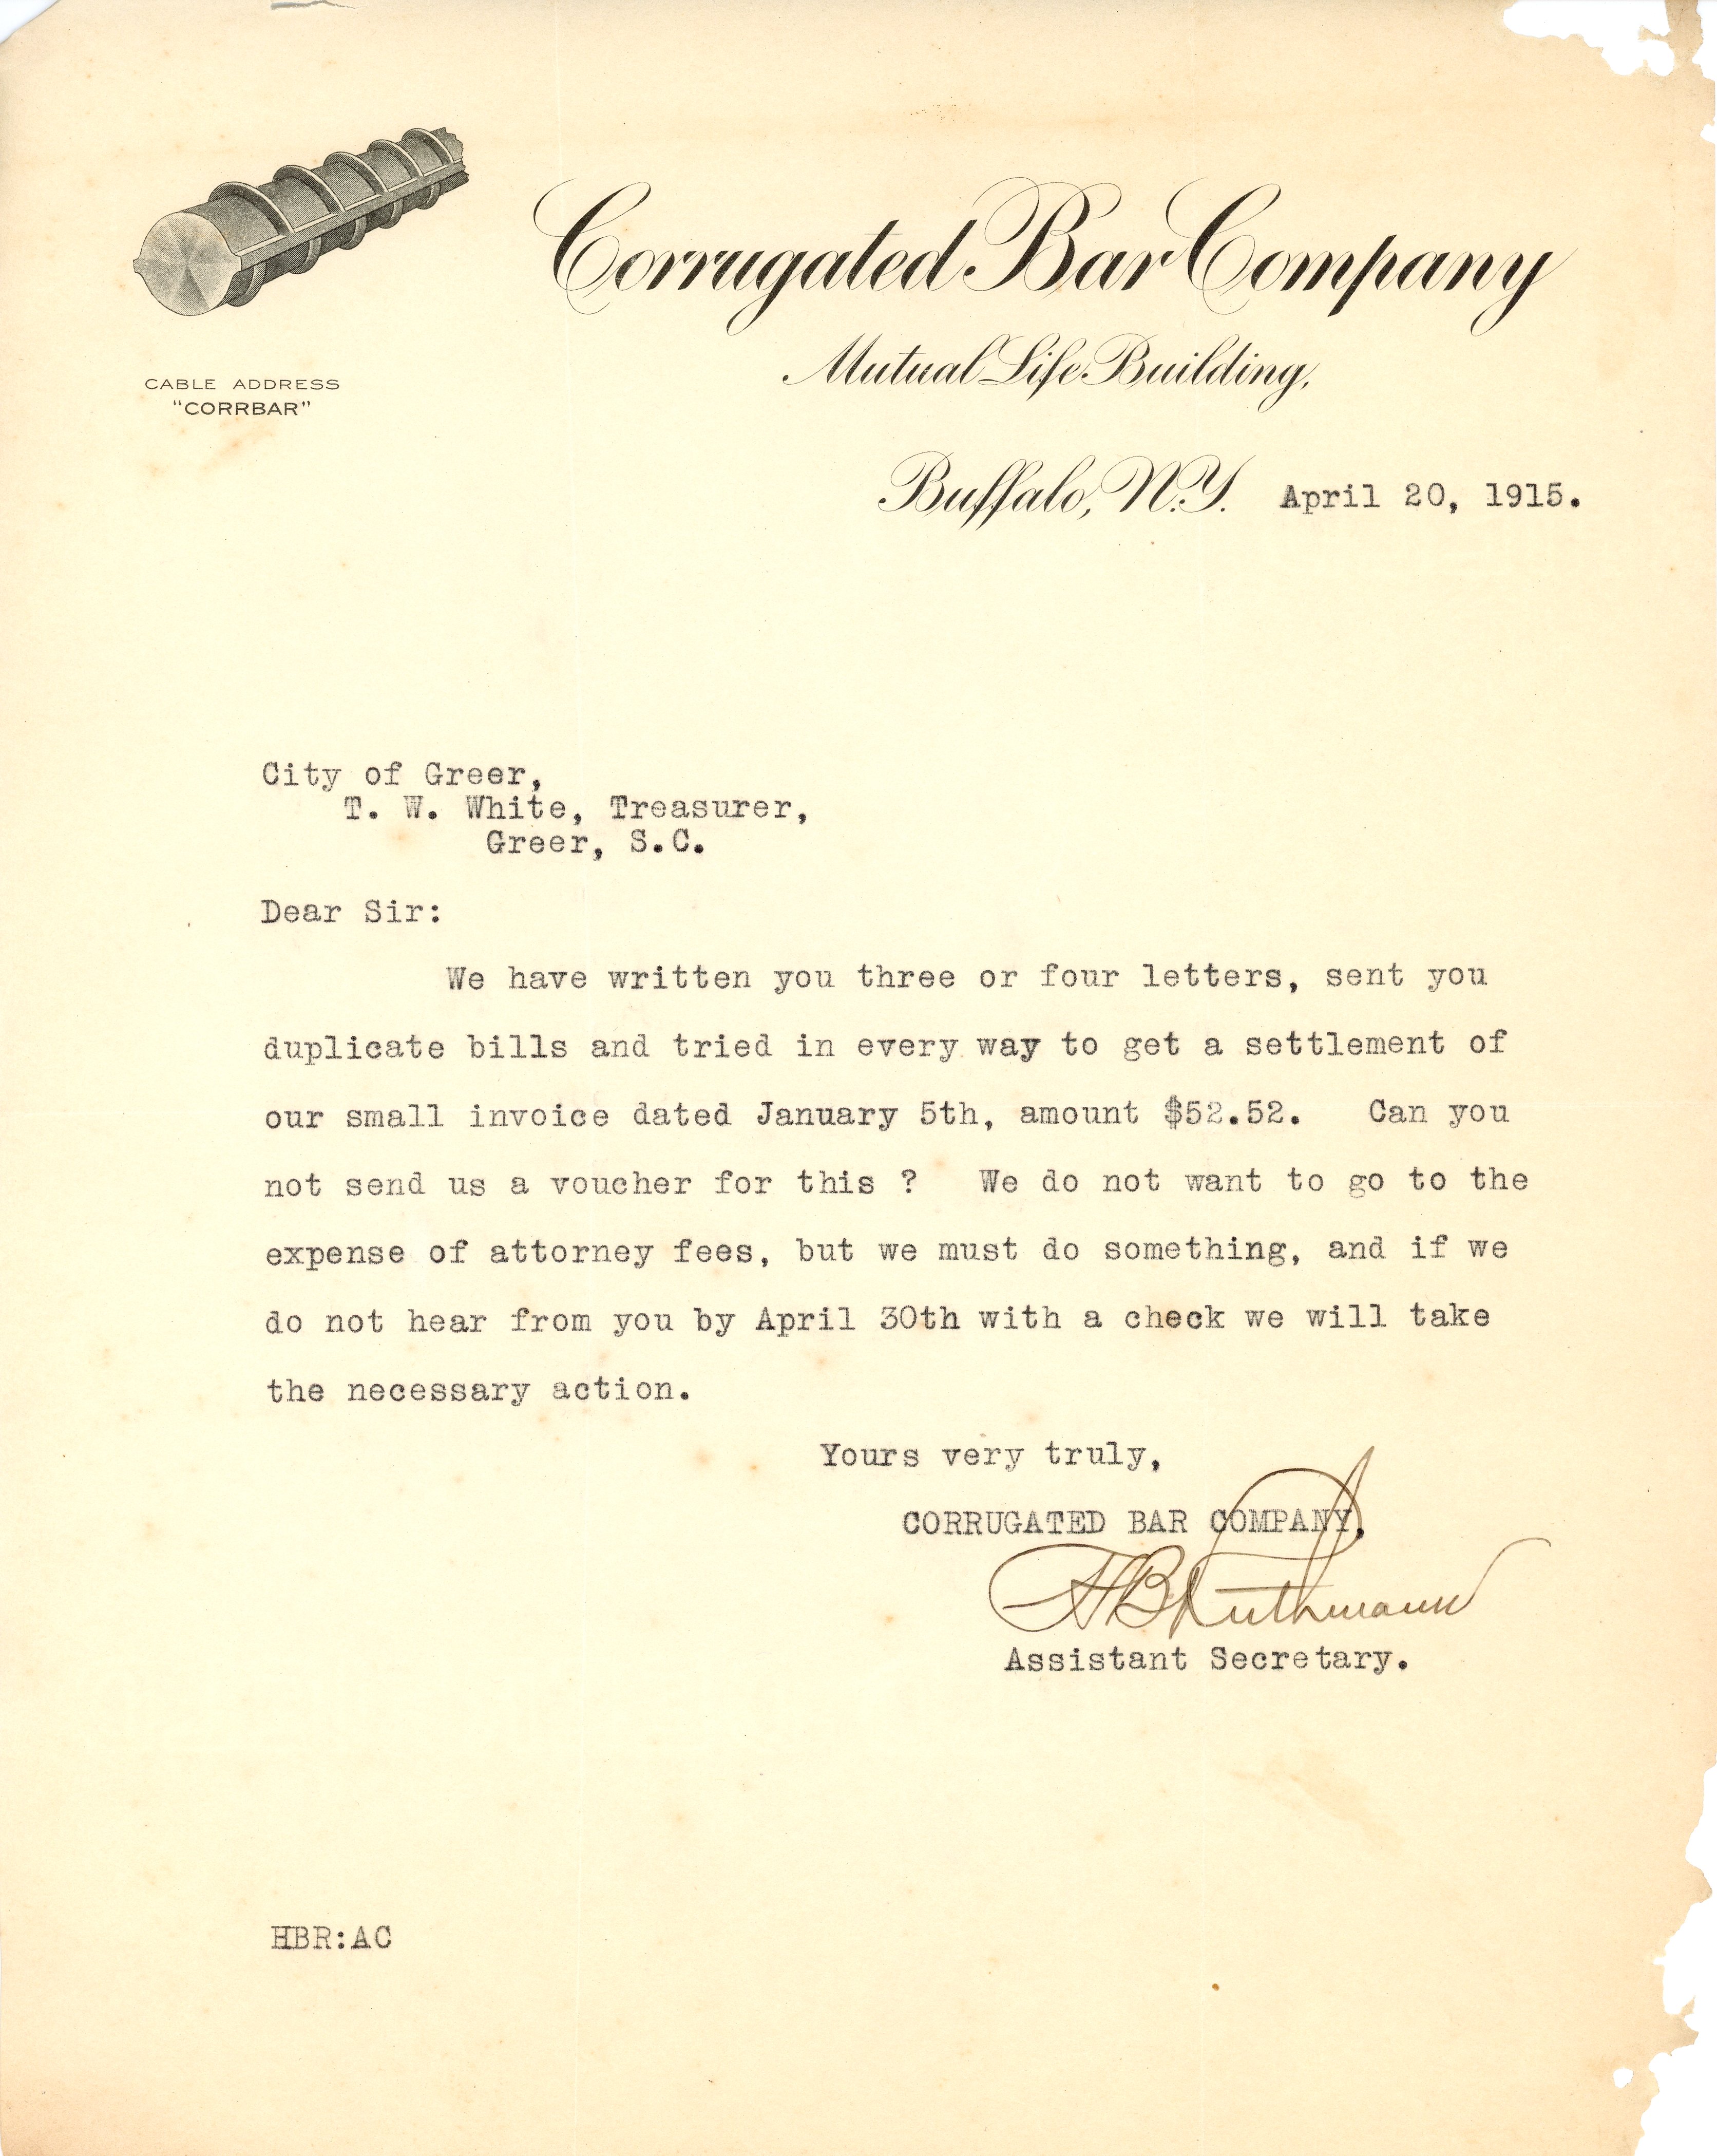 Corrugated Bar Company
Mutual Life Building,
CABLE ADDRESS
"CORRBAR"
Buffalo, N.Y. April 20, 1915.
City of Greer,
T. W. White, Treasurer,
Greer, S.C.
Dear Sir:
We have written you three or four letters, sent you
duplicate bills and tried in every way to get a settlement of
our small invoice dated January 5th, amount $52.52. Can you
not send us a voucher for this ? We do not want to go to the
expense of attorney fees, but we must do something, and if we
do not hear from you by April 30th with a check we will take
the necessary action.
Yours very truly,
CORRUGATED BAR COMPANY,
HB Ruthmann
Assistant Secretary.
HBR:AC